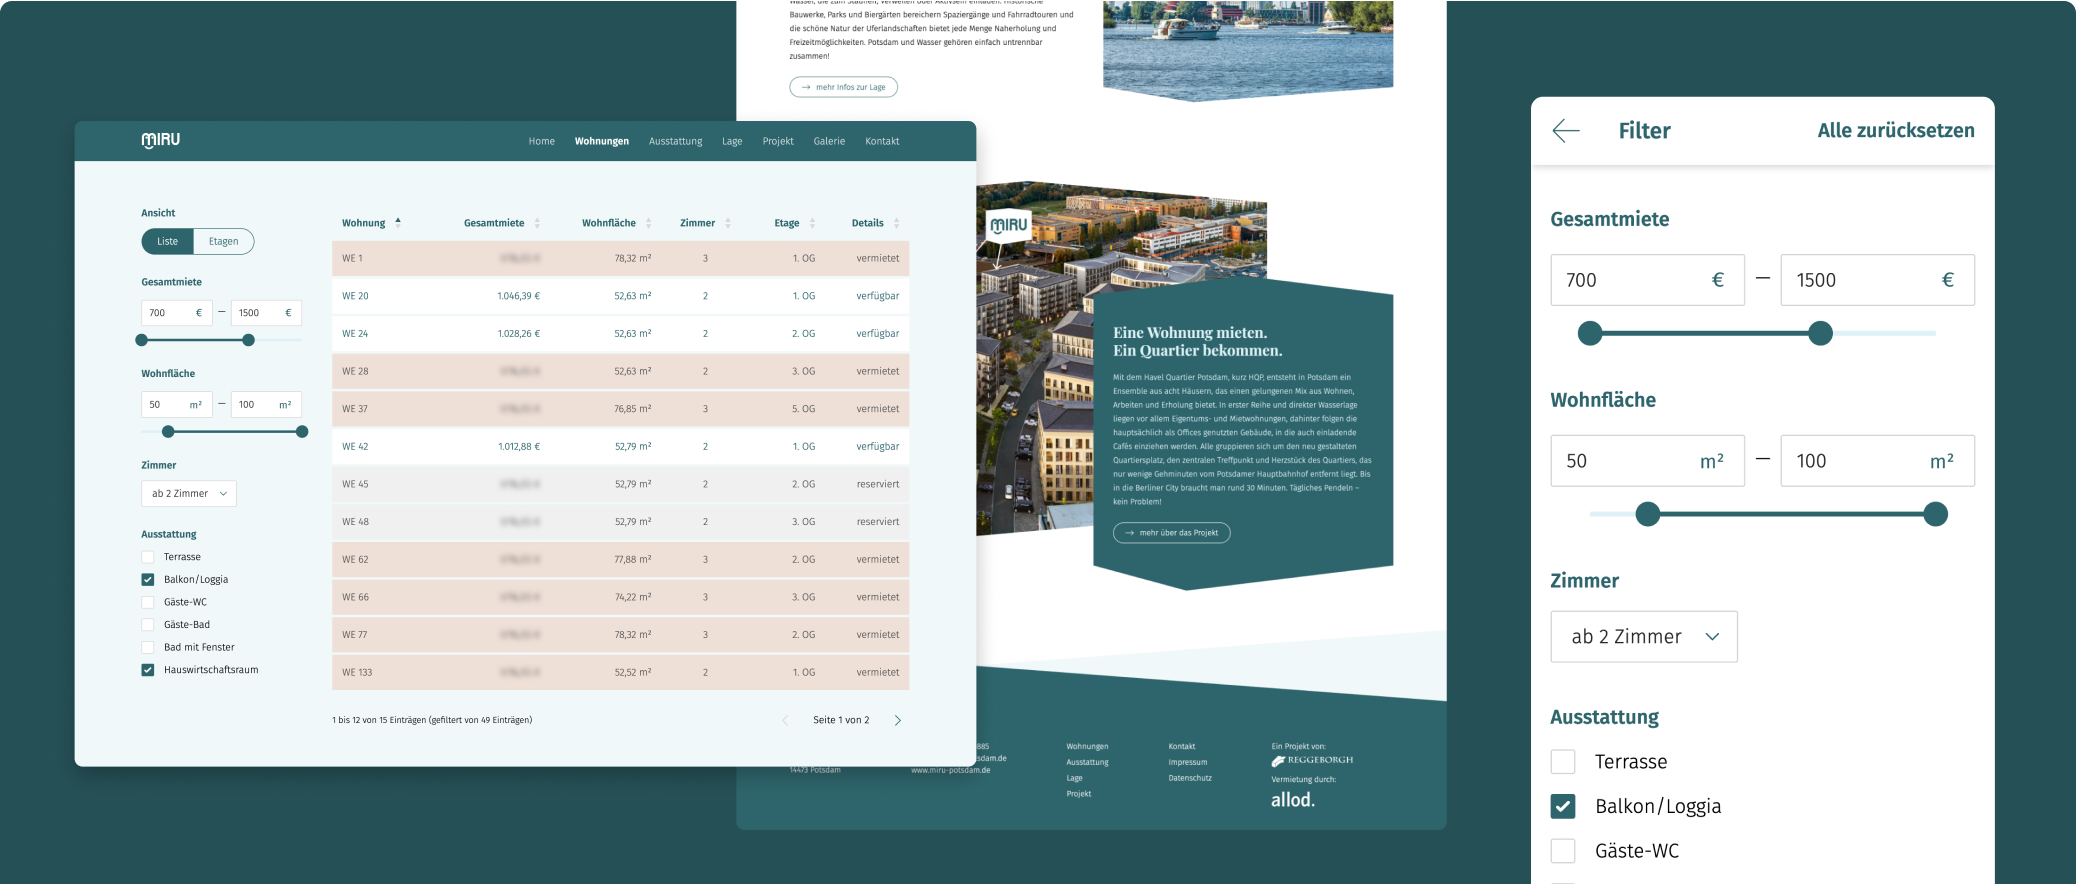 Wasser, die zum Staunen, Verweilen oder Aktivsein einladen. Historische
Bauwerke, Parks und Biergärten bereichern Spaziergänge und Fahrradtouren und
die schöne Natur der Uferlandschaften bietet jede Menge Naherholung und
Freizeitmöglichkeiten. Potsdam und Wasser gehören einfach untrennbar
zusammen!
→ mehr Infos zur Lage
MIRU
Home Wohnungen Ausstattung Lage Projekt Galerie Kontakt
Ansicht
Liste Etagen
Gesamtmiete
700 € – 1500 €
Wohnfläche
50 m² – 100 m²
Zimmer
ab 2 Zimmer
Ausstattung
Terrasse
Balkon/Loggia
Gäste-WC
Gäste-Bad
Bad mit Fenster
Hauswirtschaftsraum
Wohnung Gesamtmiete Wohnfläche Zimmer Etage Details
WE 1 78,32 m² 3 1. OG vermietet
WE 20 1.046,39 € 52,63 m² 2 1. OG verfügbar
WE 24 1.028,26 € 52,63 m² 2 2. OG verfügbar
WE 28 52,63 m² 2 3. OG vermietet
WE 37 76,85 m² 3 5. OG vermietet
WE 42 1.012,88 € 52,79 m² 2 1. OG verfügbar
WE 45 52,79 m² 2 2. OG reserviert
WE 48 52,79 m² 2 3. OG reserviert
WE 62 77,88 m² 3 2. OG vermietet
WE 66 74,22 m² 3 3. OG vermietet
WE 77 78,32 m² 3 2. OG vermietet
WE 133 52,52 m² 2 1. OG vermietet
1 bis 12 von 15 Einträgen (gefiltert von 49 Einträgen)
Seite 1 von 2
MIRU
Eine Wohnung mieten.
Ein Quartier bekommen.
Mit dem Havel Quartier Potsdam, kurz HQP, entsteht in Potsdam ein
Ensemble aus acht Häusern, das einen gelungenen Mix aus Wohnen,
Arbeiten und Erholung bietet. In erster Reihe und direkter Wasserlage
liegen vor allem Eigentums- und Mietwohnungen, dahinter folgen die
hauptsächlich als Offices genutzten Gebäude, in die auch einladende
Cafés einziehen werden. Alle gruppieren sich um den neu gestalteten
Quartiersplatz, den zentralen Treffpunkt und Herzstück des Quartiers, das
nur wenige Gehminuten vom Potsdamer Hauptbahnhof entfernt liegt. Bis
in die Berliner City braucht man rund 30 Minuten. Tägliches Pendeln –
kein Problem!
→ mehr über das Projekt
14473 Potsdam
885
sdam.de
www.miru-potsdam.de
Wohnungen
Ausstattung
Lage
Projekt
Kontakt
Impressum
Datenschutz
Ein Projekt von:
REGGEBORGH
Vermietung durch:
allod.
Filter Alle zurücksetzen
Gesamtmiete
700 € – 1500 €
Wohnfläche
50 m² – 100 m²
Zimmer
ab 2 Zimmer
Ausstattung
Terrasse
Balkon/Loggia
Gäste-WC